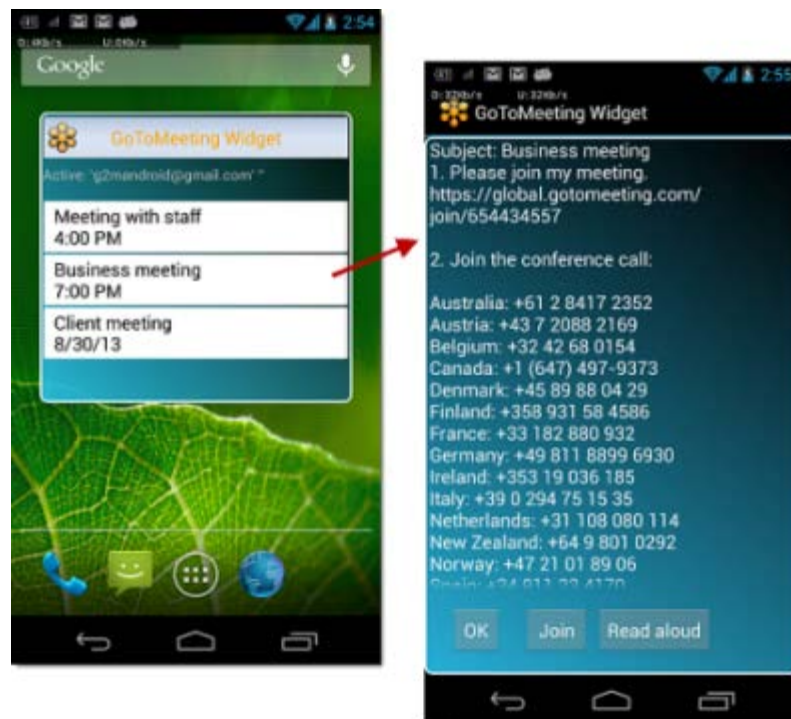 2:54
Google
GoToMeeting Widget
Active: 'g2mandroid@gmail.com' "
Meeting with staff
4:00 PM
Business meeting
7:00 PM
Client meeting
8/30/13
2:55
GoToMeeting Widget
Subject: Business meeting
1. Please join my meeting.
https://global.gotomeeting.com/
join/654434557
2. Join the conference call:
Australia: +61 2 8417 2352
Austria: +43 7 2088 2169
Belgium: +32 42 68 0154
Canada: +1 (647) 497-9373
Denmark: +45 89 88 04 29
Finland: +358 931 58 4586
France: +33 182 880 932
Germany: +49 811 8899 6930
Ireland: +353 19 036 185
Italy: +39 0 294 75 15 35
Netherlands: +31 108 080 114
New Zealand: +64 9 801 0292
Norway: +47 21 01 89 06
OK Join Read aloud